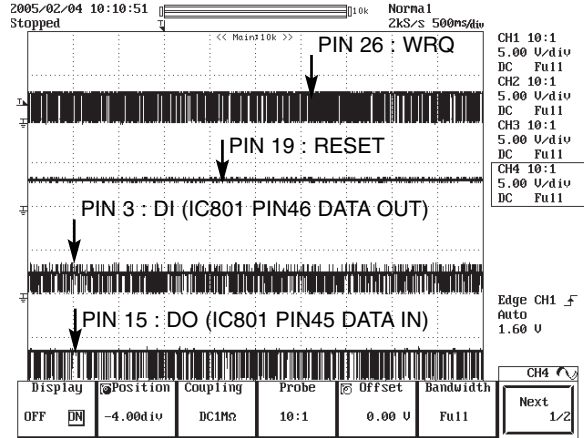 2005/02/04 10:10:51
Stopped
10k
Normal
2kS/s 500ms/div
<< Main:10k >>
PIN 26 : WRQ
CH1 10:1
5.00 V/div
DC Full
CH2 10:1
5.00 V/div
DC Full
CH3 10:1
5.00 V/div
DC Full
CH4 10:1
5.00 V/div
DC Full
PIN 19 : RESET
PIN 3 : DI (IC801 PIN46 DATA OUT)
PIN 15 : DO (IC801 PIN45 DATA IN)
Edge CH1
Auto
1.60 V
CH4
Display
OFF ON
Position
-4.00div
Coupling
DC1MΩ
Probe
10:1
Offset
0.00 V
Bandwidth
Full
Next
1/2